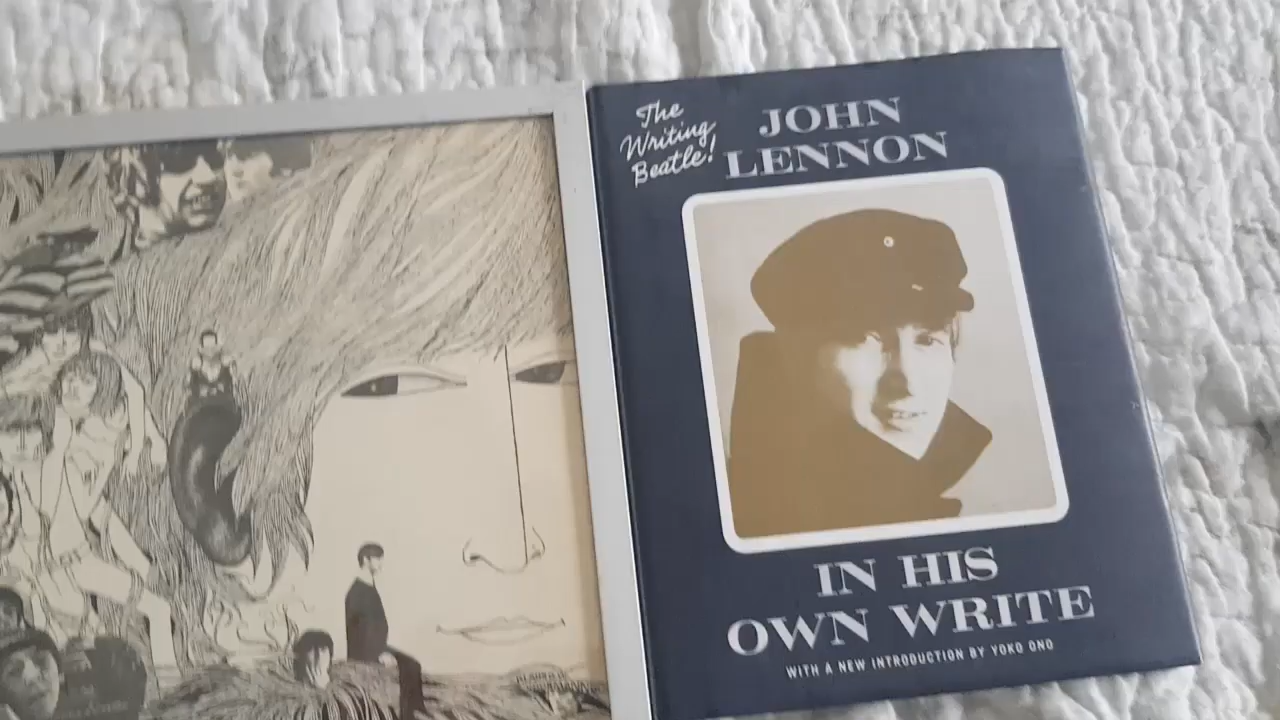 The
Writing
Beatle!
JOHN
LENNON
IN HIS
OWN WRITE
WITH A NEW INTRODUCTION BY YOKO ONO